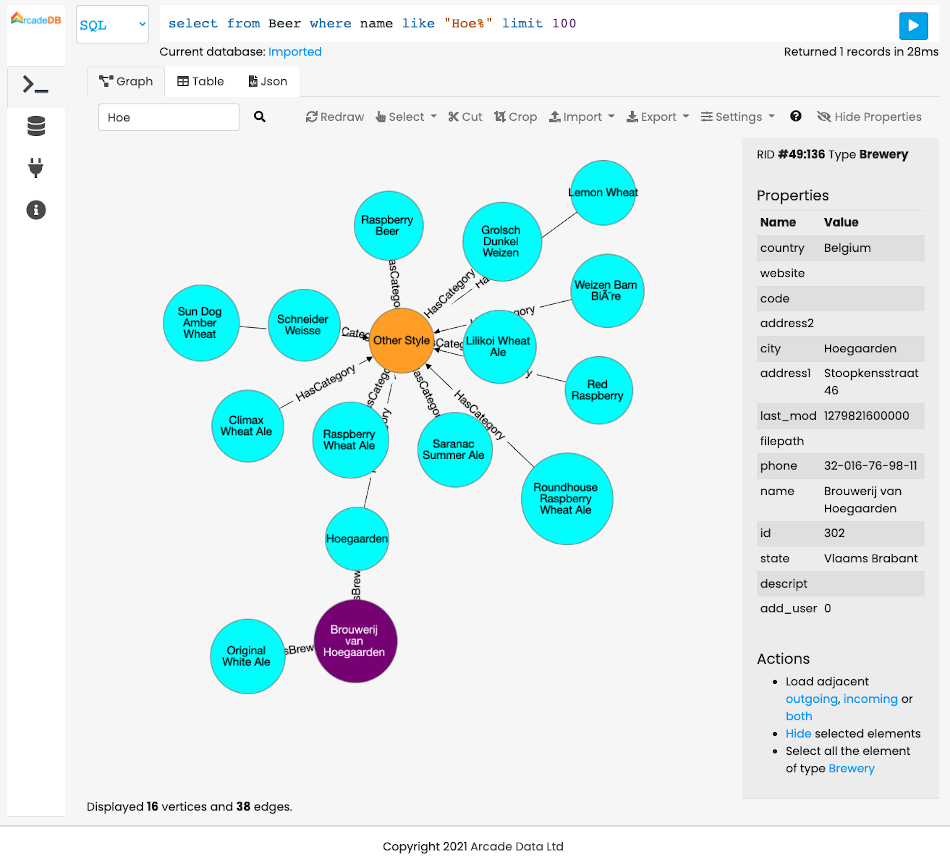 ArcadeDB
SQL
select from Beer where name like "Hoe%" limit 100
Current database: Imported
Returned 1 records in 28ms
Graph
Table
Json
Hoe
Redraw
Select
Cut
Crop
Import
Export
Settings
Hide Properties
Lemon Wheat
Raspberry
Beer
Grolsch
Dunkel
Weizen
asCatego
HasCategory
Ha
Weizen Bam
BiÃ¨re
Sun Dog
Amber
Wheat
Schneider
Weisse
Categ
Other Style
sCateg
Lilikoi Wheat
Ale
gory
HasCategory
Red
Raspberry
y
Climax
Wheat Ale
Raspberry
Wheat Ale
sCatego
ory
asCatego
HasCategory
Saranac
Summer Ale
Roundhouse
Raspberry
Wheat Ale
Hoegaarden
sBrew
Brouwerij
van
Hoegaarden
Original
White Ale
sBrew
RID #49:136 Type Brewery
Properties
Name Value
country Belgium
website
code
address2
city Hoegaarden
address1 Stoopkensstraat
46
last_mod 1279821600000
filepath
phone 32-016-76-98-11
name Brouwerij van
Hoegaarden
id 302
state Vlaams Brabant
descript
add_user 0
Actions
Load adjacent
outgoing, incoming or
both
Hide selected elements
Select all the element
of type Brewery
Displayed 16 vertices and 38 edges.
Copyright 2021 Arcade Data Ltd